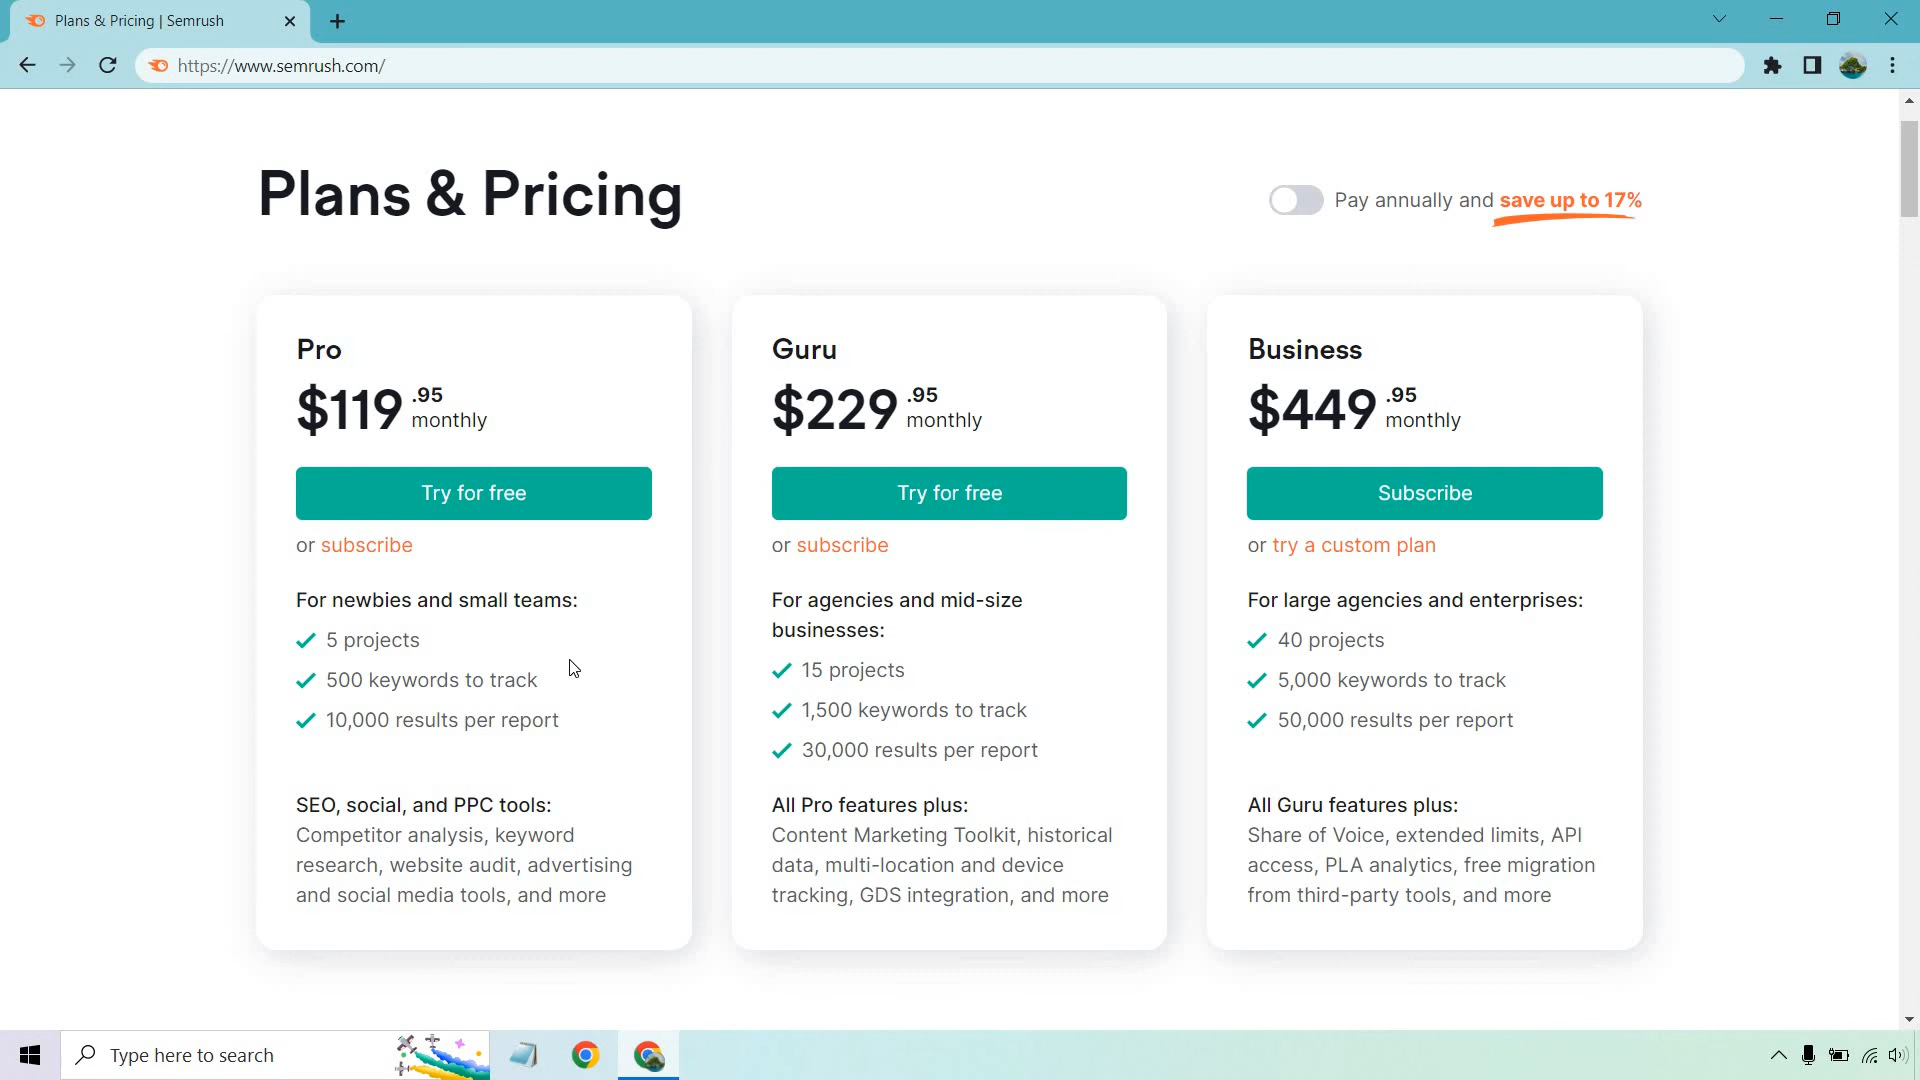 Plans & Pricing | Semrush
https://www.semrush.com/
Plans & Pricing
Pay annually and save up to 17%
Pro
$119.95 monthly
Try for free
or subscribe
For newbies and small teams:
5 projects
500 keywords to track
10,000 results per report
SEO, social, and PPC tools:
Competitor analysis, keyword
research, website audit, advertising
and social media tools, and more
Guru
$229.95 monthly
Try for free
or subscribe
For agencies and mid-size
businesses:
15 projects
1,500 keywords to track
30,000 results per report
All Pro features plus:
Content Marketing Toolkit, historical
data, multi-location and device
tracking, GDS integration, and more
Business
$449.95 monthly
Subscribe
or try a custom plan
For large agencies and enterprises:
40 projects
5,000 keywords to track
50,000 results per report
All Guru features plus:
Share of Voice, extended limits, API
access, PLA analytics, free migration
from third-party tools, and more
Type here to search